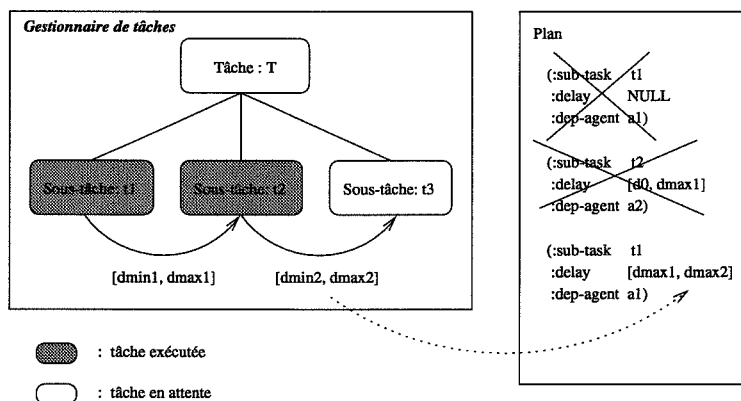 Gestionnaire de tâches
Tâche : T
Sous-tâche: t1
Sous-tâche: t2
Sous-tâche: t3
[dmin1, dmax1]
[dmin2, dmax2]
: tâche exécutée
: tâche en attente
Plan
(:sub-task t1
:delay NULL
:dep-agent a1)
(:sub-task t2
:delay [d0, dmax1]
:dep-agent a2)
(:sub-task t1
:delay [dmax1, dmax2]
:dep-agent a1)